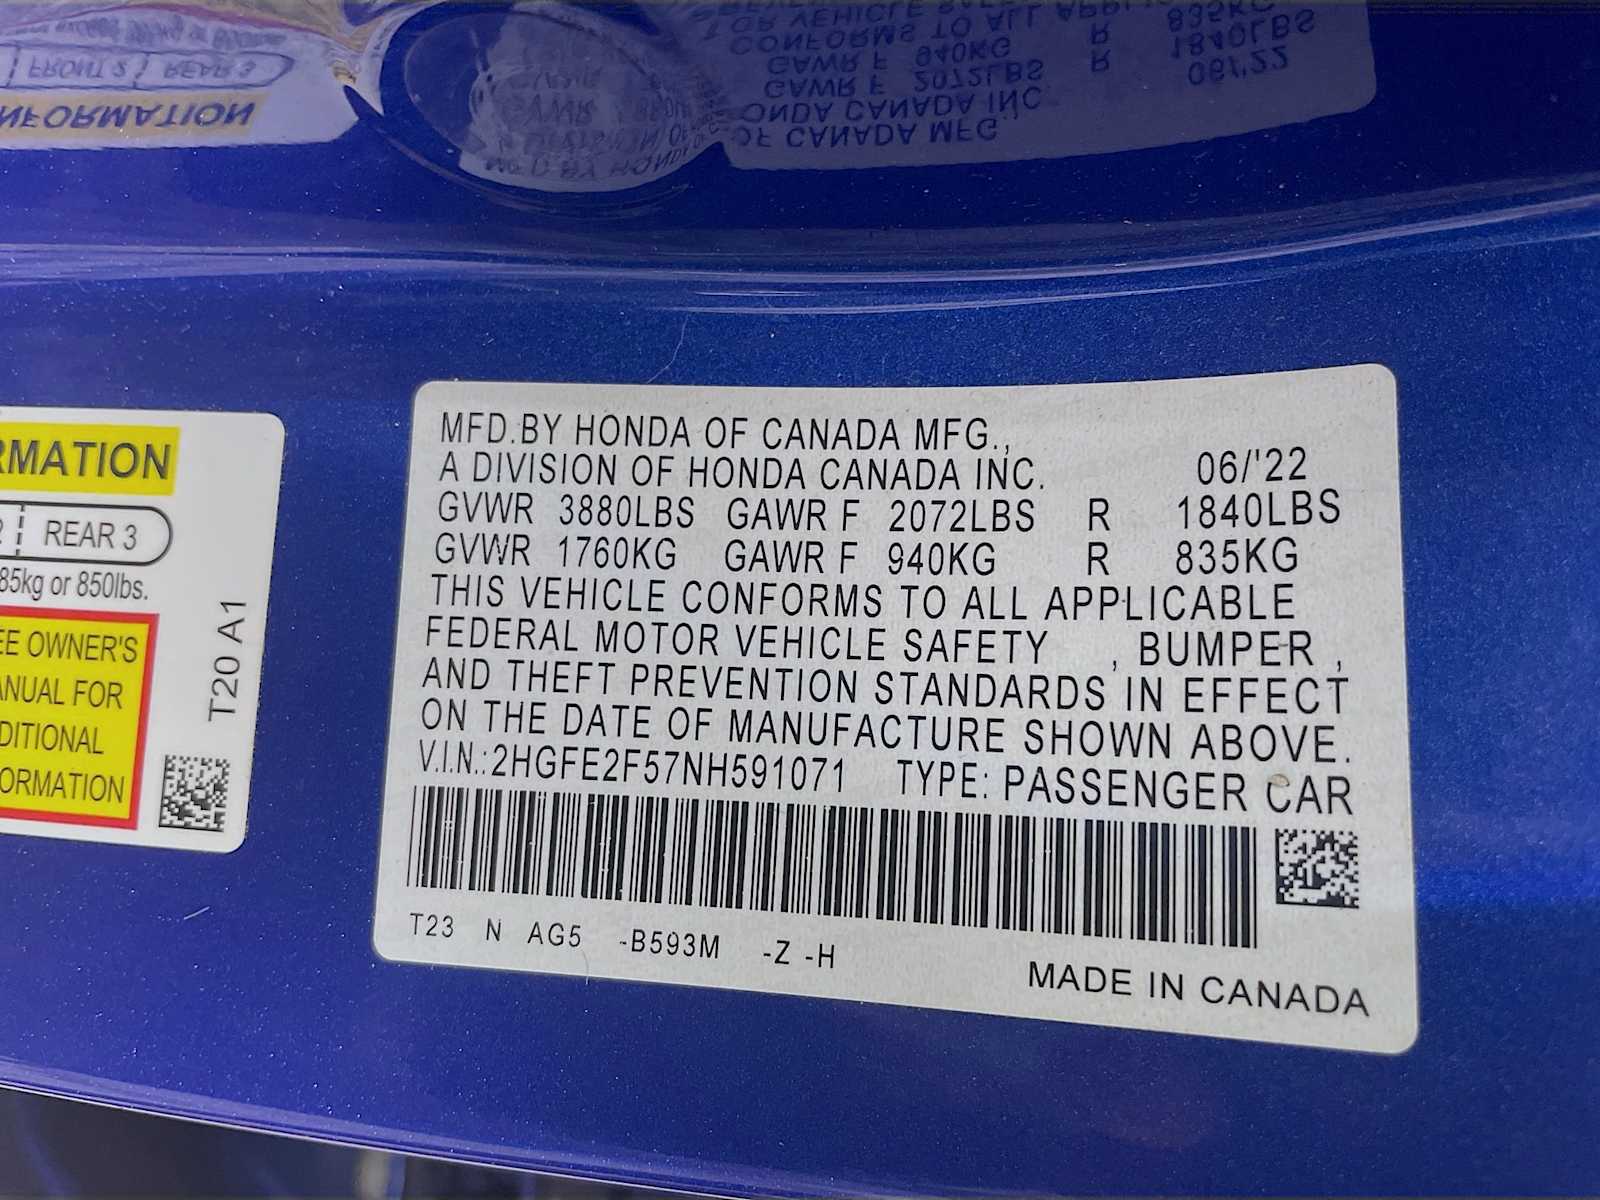 RMATION
REAR 3
85kg or 850lbs.
EE OWNER'S
ANUAL FOR
DITIONAL
ORMATION
T20 A1
MFD.BY HONDA OF CANADA MFG.,
A DIVISION OF HONDA CANADA INC. 06/'22
GVWR 3880LBS GAWR F 2072LBS R 1840LBS
GVWR 1760KG GAWR F 940KG R 835KG
THIS VEHICLE CONFORMS TO ALL APPLICABLE
FEDERAL MOTOR VEHICLE SAFETY , BUMPER ,
AND THEFT PREVENTION STANDARDS IN EFFECT
ON THE DATE OF MANUFACTURE SHOWN ABOVE.
V.I.N.:2HGFE2F57NH591071 TYPE: PASSENGER CAR
T23 N AG5 -B593M -Z -H
MADE IN CANADA